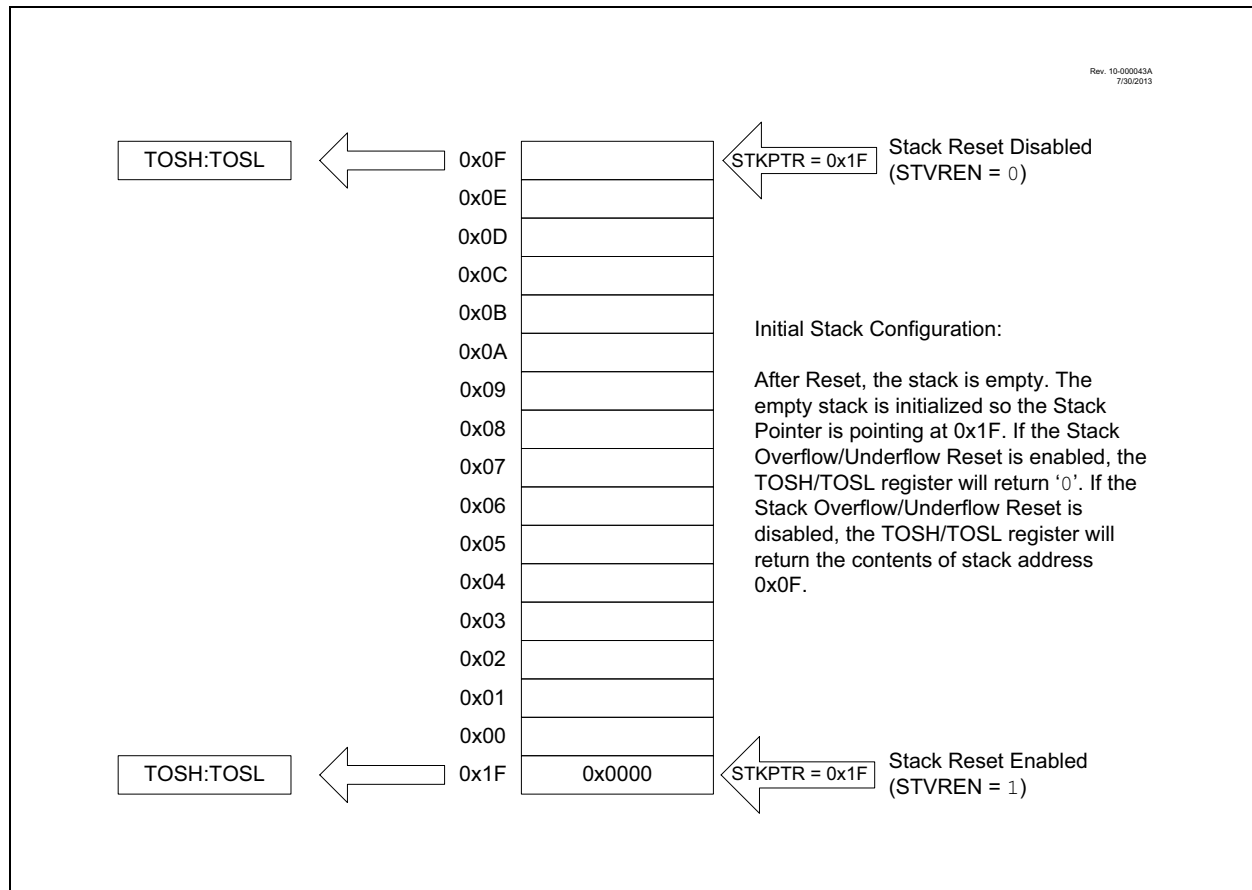 Rev. 10-000043A
7/30/2013
TOSH:TOSL
0x0F
STKPTR = 0x1F
Stack Reset Disabled
(STVREN = 0)
0x0E
0x0D
0x0C
0x0B
0x0A
0x09
0x08
0x07
0x06
0x05
0x04
0x03
0x02
0x01
0x00
Initial Stack Configuration:
After Reset, the stack is empty. The
empty stack is initialized so the Stack
Pointer is pointing at 0x1F. If the Stack
Overflow/Underflow Reset is enabled, the
TOSH/TOSL register will return ‘0’. If the
Stack Overflow/Underflow Reset is
disabled, the TOSH/TOSL register will
return the contents of stack address
0x0F.
TOSH:TOSL
0x1F
0x0000
STKPTR = 0x1F
Stack Reset Enabled
(STVREN = 1)